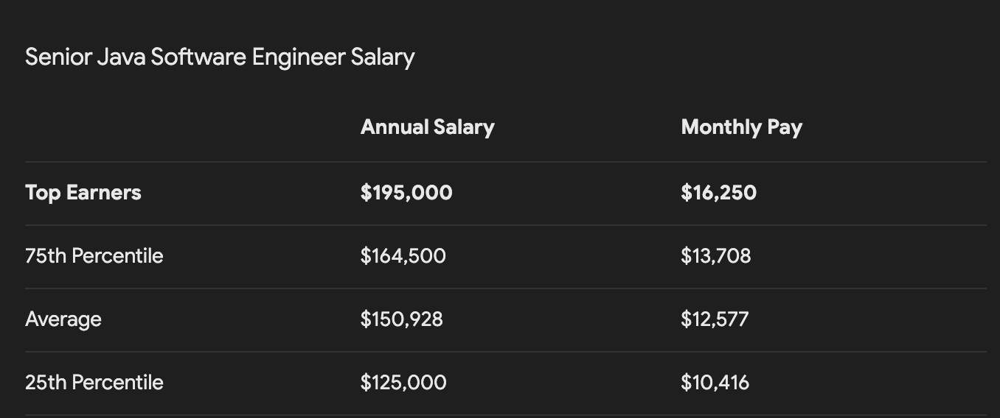 Senior Java Software Engineer Salary
Annual Salary Monthly Pay
Top Earners $195,000 $16,250
75th Percentile $164,500 $13,708
Average $150,928 $12,577
25th Percentile $125,000 $10,416